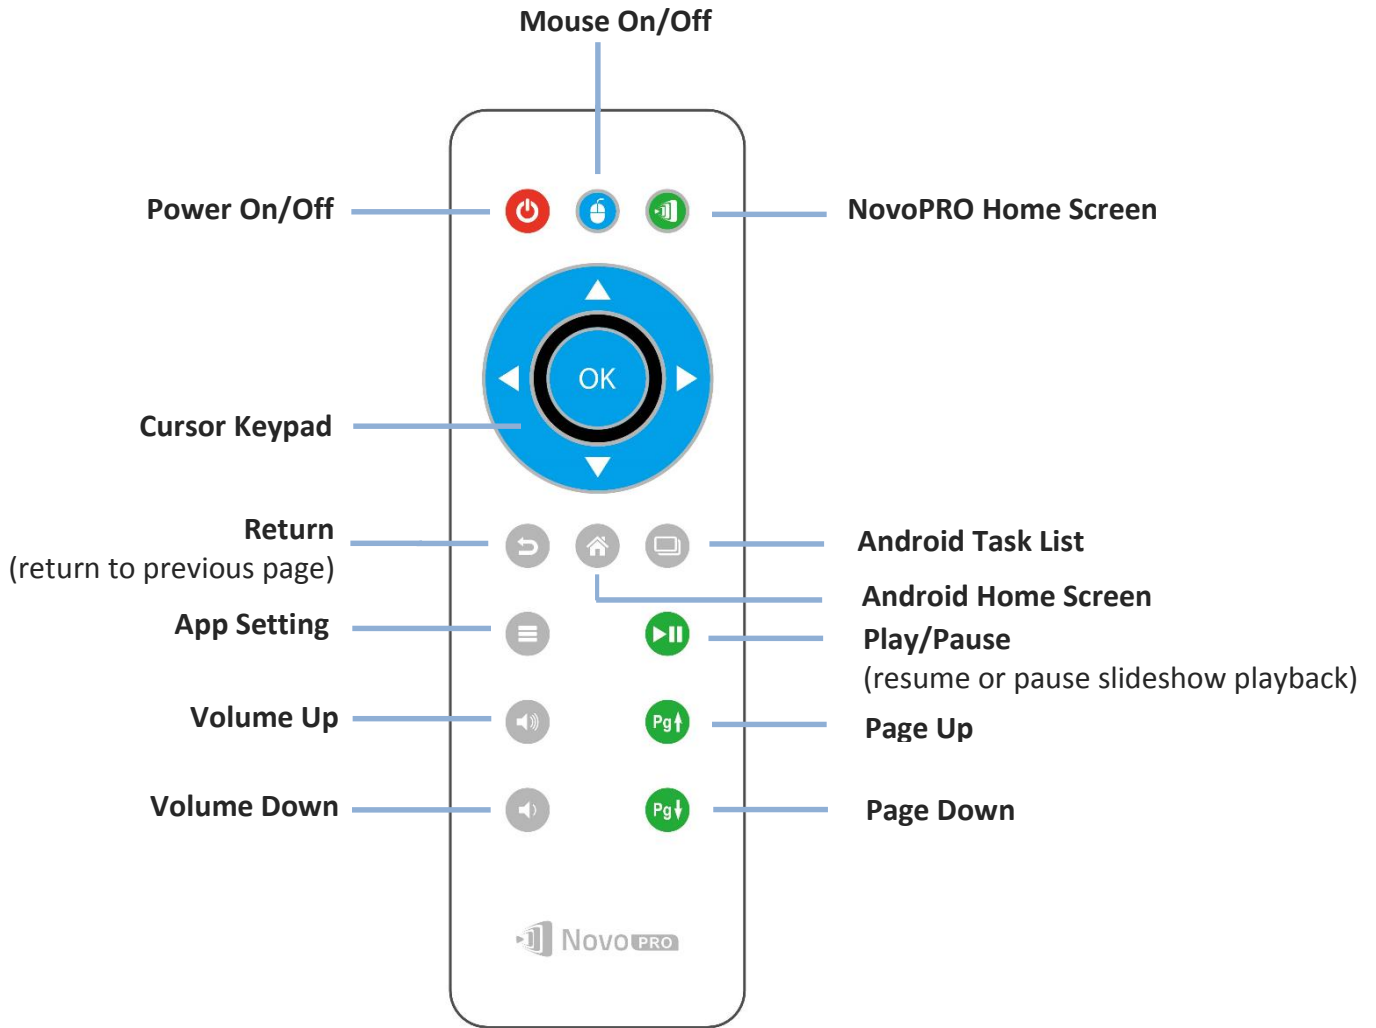 Mouse On/Off
Power On/Off
NovoPRO Home Screen
OK
Cursor Keypad
Return
(return to previous page)
Android Task List
Android Home Screen
App Setting
Play/Pause
(resume or pause slideshow playback)
Volume Up
Pg
Page Up
Volume Down
Pg
Page Down
Novo PRO